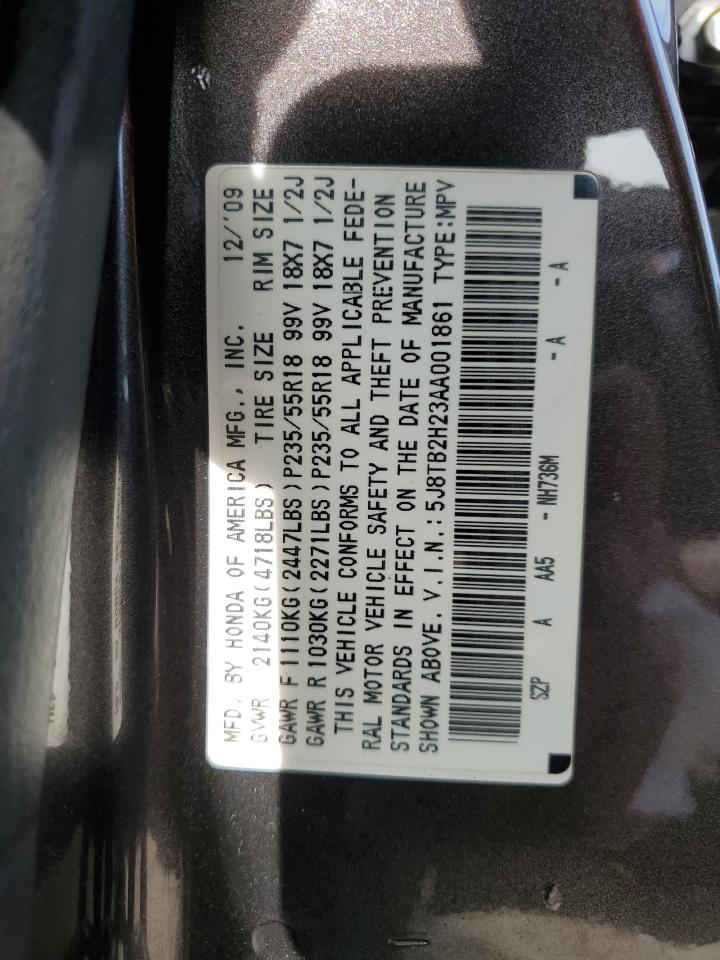 MFD. BY HONDA OF AMERICA MFG., INC. 12/'09
GVWR 2140KG(4718LBS) TIRE SIZE RIM SIZE
GAWR F 1110KG(2447LBS)P235/55R18 99V 18X7 1/2J
GAWR R 1030KG(2271LBS)P235/55R18 99V 18X7 1/2J
THIS VEHICLE CONFORMS TO ALL APPLICABLE FEDE-
RAL MOTOR VEHICLE SAFETY AND THEFT PREVENTION
STANDARDS IN EFFECT ON THE DATE OF MANUFACTURE
SHOWN ABOVE. V.I.N.:5J8TB2H23AA001861 TYPE:MPV
SZP A AA5 - NH736M - A - A